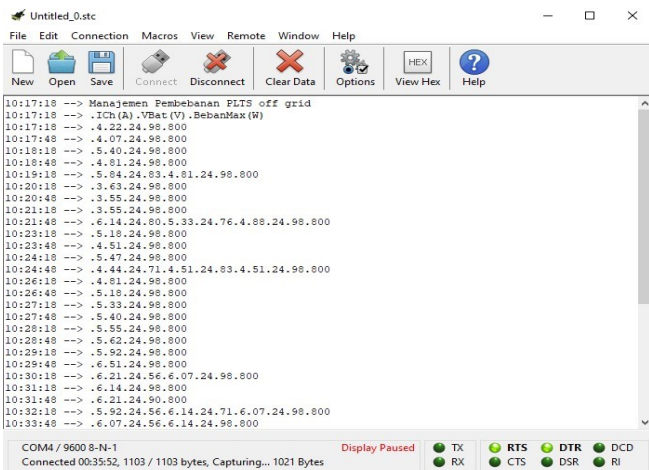 Untitled_0.stc
File Edit Connection Macros View Remote Window Help
New Open Save Connect Disconnect Clear Data Options HEX View Hex Help
10:17:18 --> Manajemen Pembebanan PLTS off grid
10:17:18 --> .ICh(A).VBat(V).BebanMax(W)
10:17:18 --> .4.22.24.98.800
10:17:48 --> .4.07.24.98.800
10:18:18 --> .5.40.24.98.800
10:18:48 --> .4.81.24.98.800
10:19:18 --> .5.84.24.83.4.81.24.98.800
10:20:18 --> .3.63.24.98.800
10:20:48 --> .3.55.24.98.800
10:21:18 --> .3.55.24.98.800
10:21:48 --> .6.14.24.80.5.33.24.76.4.88.24.98.800
10:23:18 --> .5.18.24.98.800
10:23:48 --> .4.51.24.98.800
10:24:18 --> .5.47.24.98.800
10:24:48 --> .4.44.24.71.4.51.24.83.4.51.24.98.800
10:26:18 --> .4.81.24.98.800
10:26:48 --> .5.18.24.98.800
10:27:18 --> .5.33.24.98.800
10:27:48 --> .5.40.24.98.800
10:28:18 --> .5.55.24.98.800
10:28:48 --> .5.62.24.98.800
10:29:18 --> .5.92.24.98.800
10:29:48 --> .6.51.24.98.800
10:30:18 --> .6.21.24.56.6.07.24.98.800
10:31:18 --> .6.14.24.98.800
10:31:48 --> .6.21.24.90.800
10:32:18 --> .5.92.24.56.6.14.24.71.6.07.24.98.800
10:33:48 --> .6.07.24.56.6.14.24.98.800
COM4 / 9600 8-N-1 Display Paused TX RTS DTR DCD
Connected 00:35:52, 1103 / 1103 bytes, Capturing... 1021 Bytes RX CTS DSR RI